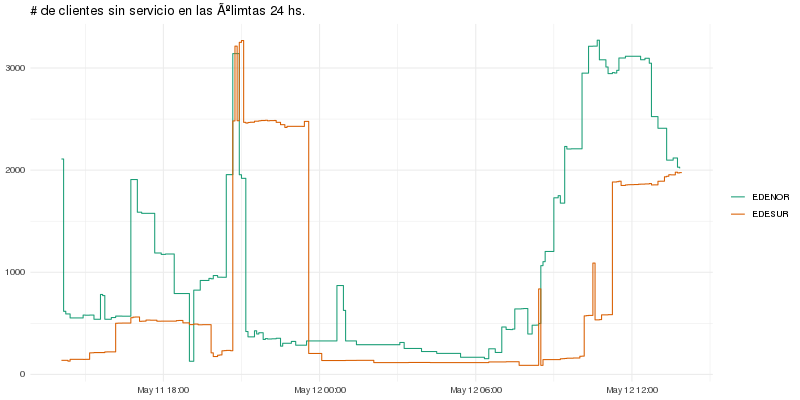 # de clientes sin servicio en las Ãºlimtas 24 hs.
3000
2000
1000
0
May 11 18:00
May 12 00:00
May 12 06:00
May 12 12:00
EDENOR
EDESUR